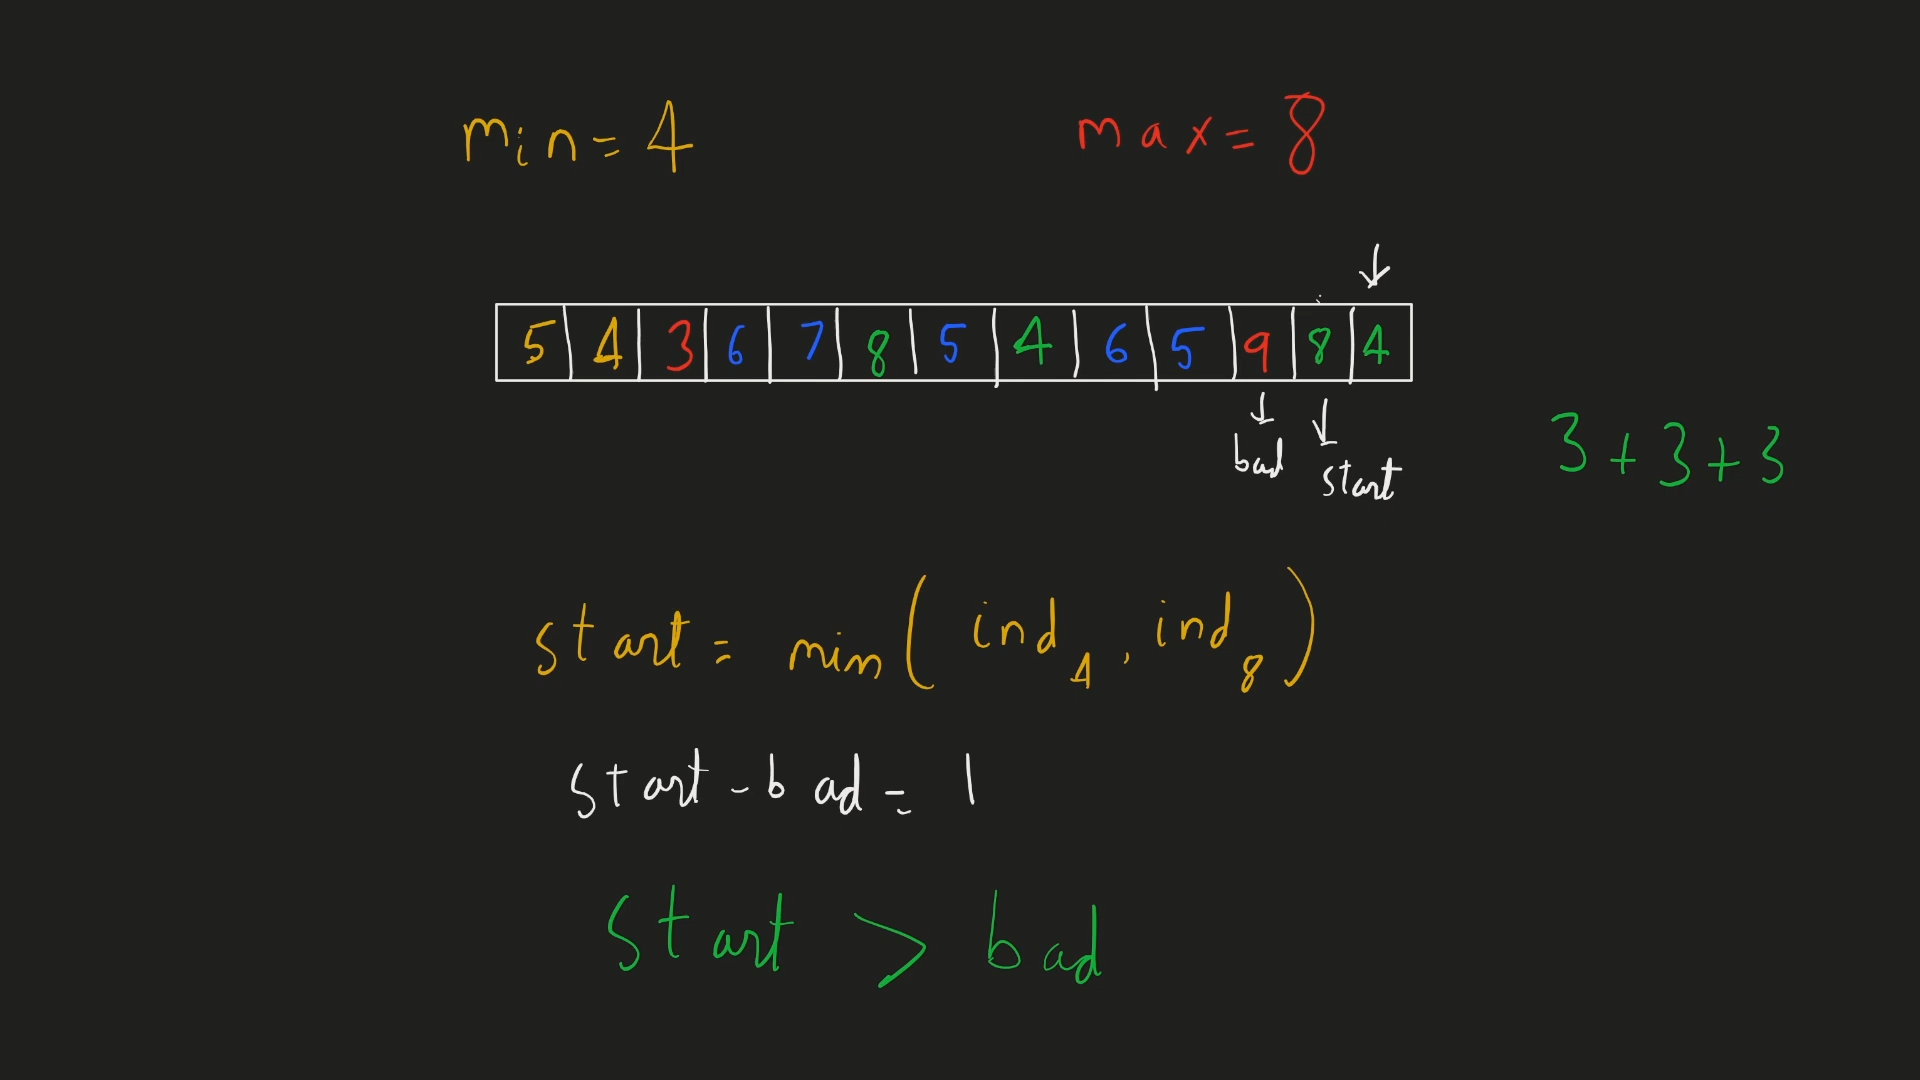 min=4 max=8
5 4 3 6 7 8 5 4 6 5 9 8 4
bad start
3+3+3
start = min(ind4, ind8)
start - bad = 1
start > bad